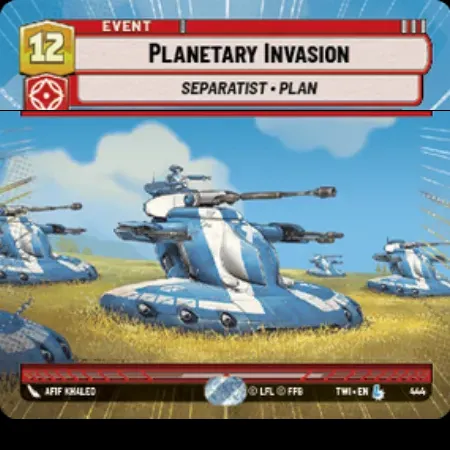 EVENT
12
PLANETARY INVASION
SEPARATIST • PLAN
AFIF KHALED
© LFL © FFG
TWI • EN
444